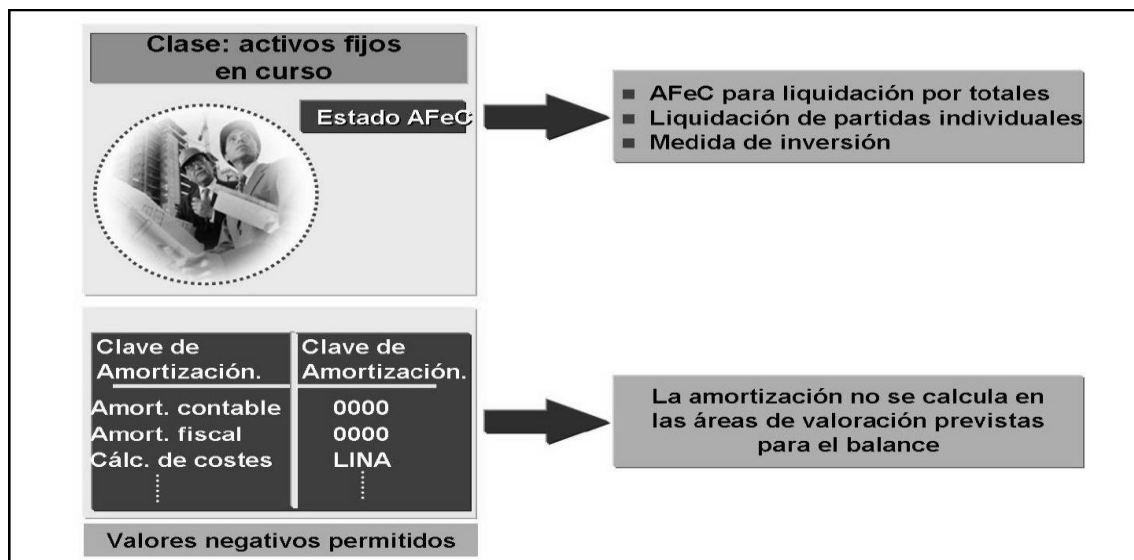 Clase: activos fijos
en curso
Estado AFeC
AFeC para liquidación por totales
Liquidación de partidas individuales
Medida de inversión
Clave de
Amortización.
Clave de
Amortización.
Amort. contable 0000
Amort. fiscal 0000
Cálc. de costes LINA
La amortización no se calcula en
las áreas de valoración previstas
para el balance
Valores negativos permitidos